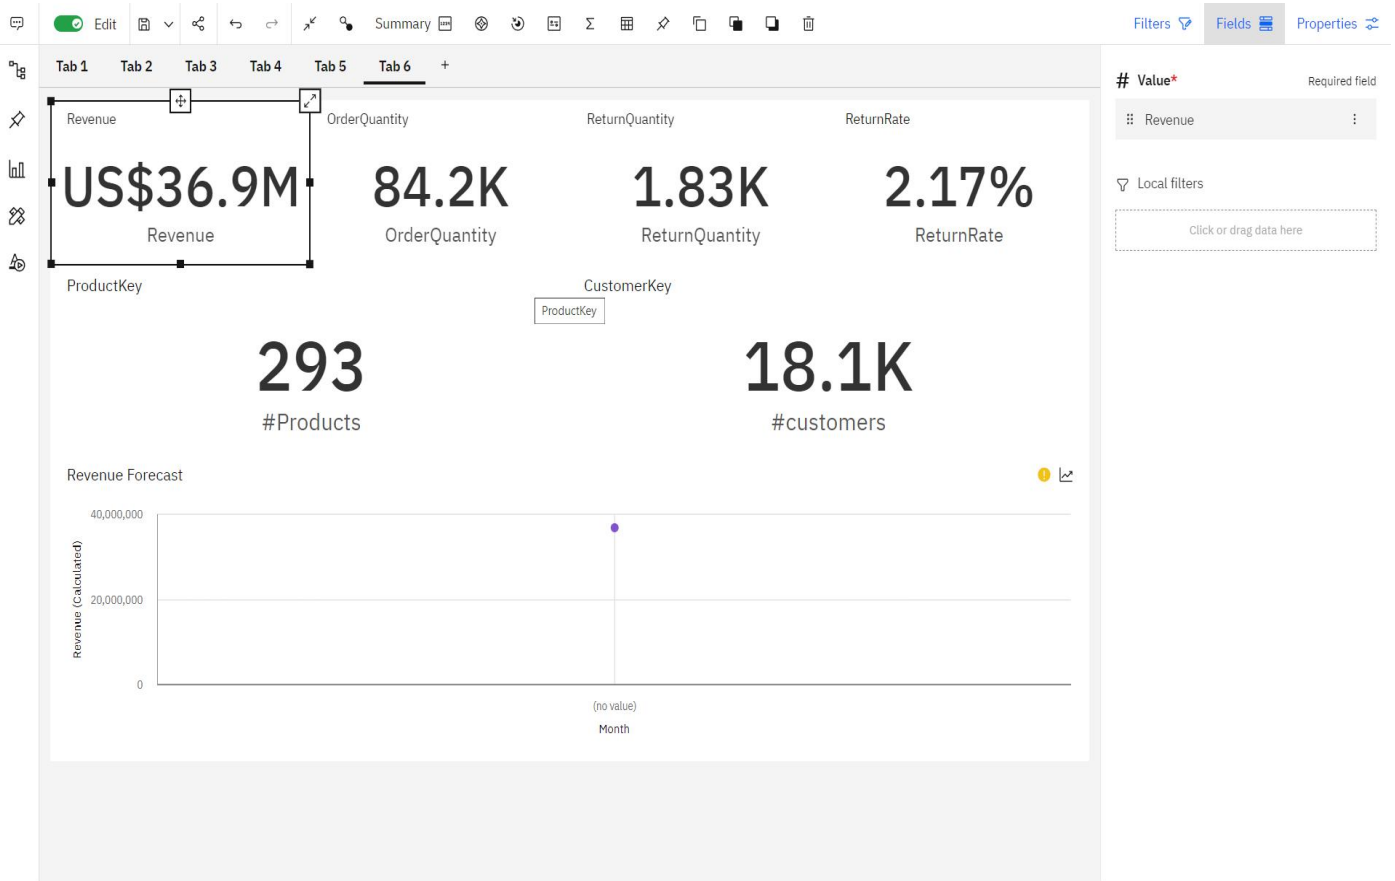 Edit
Summary
Filters
Fields
Properties
Tab 1
Tab 2
Tab 3
Tab 4
Tab 5
Tab 6
+
# Value*
Required field
Revenue
Local filters
Click or drag data here
Revenue
US$36.9M
Revenue
OrderQuantity
84.2K
OrderQuantity
ReturnQuantity
1.83K
ReturnQuantity
ReturnRate
2.17%
ReturnRate
ProductKey
293
#Products
CustomerKey
ProductKey
18.1K
#customers
Revenue Forecast
Revenue (Calculated)
40,000,000
20,000,000
0
(no value)
Month